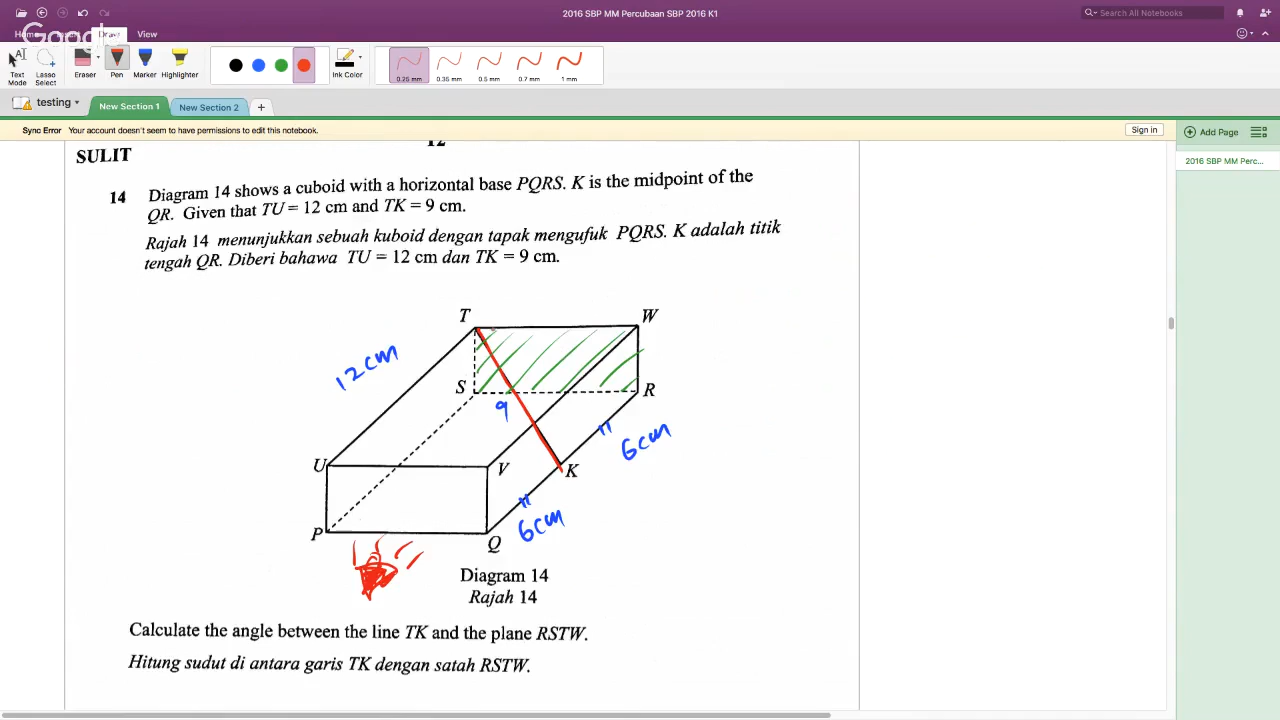 2016 SBP MM Percubaan SBP 2016 K1
Search All Notebooks
Google
Home Insert Draw View
Text Mode
Lasso Select
Eraser
Pen
Marker
Highlighter
Ink Color
0.25 mm
0.35 mm
0.5 mm
0.7 mm
1 mm
testing
New Section 1
New Section 2
+
Sync Error Your account doesn't seem to have permissions to edit this notebook.
Sign in
Add Page
2016 SBP MM Perc...
SULIT
12
14 Diagram 14 shows a cuboid with a horizontal base PQRS. K is the midpoint of the
QR. Given that TU = 12 cm and TK = 9 cm.
Rajah 14 menunjukkan sebuah kuboid dengan tapak mengufuk PQRS. K adalah titik
tengah QR. Diberi bahawa TU = 12 cm dan TK = 9 cm.
T
W
12cm
S
R
9
6cm
U
V
K
6cm
P
Q
Diagram 14
Rajah 14
Calculate the angle between the line TK and the plane RSTW.
Hitung sudut di antara garis TK dengan satah RSTW.